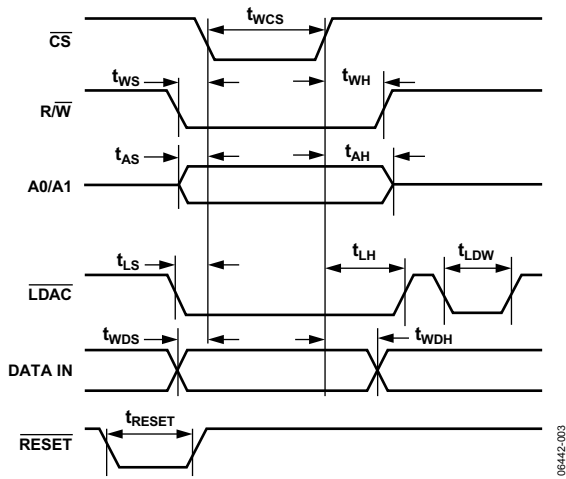 CS tWCS
tWS tWH
R/W
tAS tAH
A0/A1
tLS tLH tLDW
LDAC
tWDS tWDH
DATA IN
tRESET
RESET
06442-003